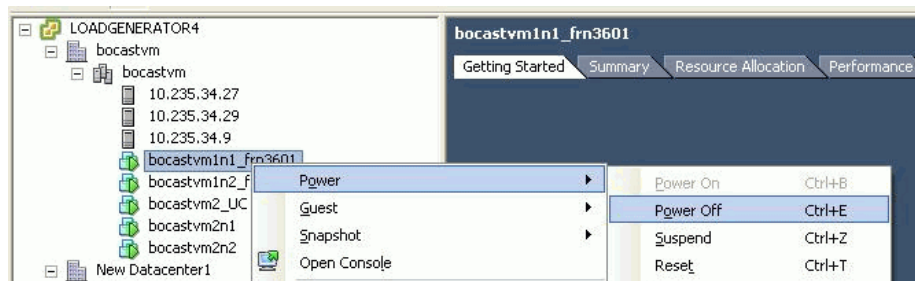 LOADGENERATOR4
bocastvm
bocastvm
10.235.34.27
10.235.34.29
10.235.34.9
bocastvm1n1_frn3601
bocastvm1n2_f
bocastvm2_UC
bocastvm2n1
bocastvm2n2
New Datacenter1
bocastvm1n1_frn3601
Getting Started Summary Resource Allocation Performance
Power
Guest
Snapshot
Open Console
Power On Ctrl+B
Power Off Ctrl+E
Suspend Ctrl+Z
Reset Ctrl+T